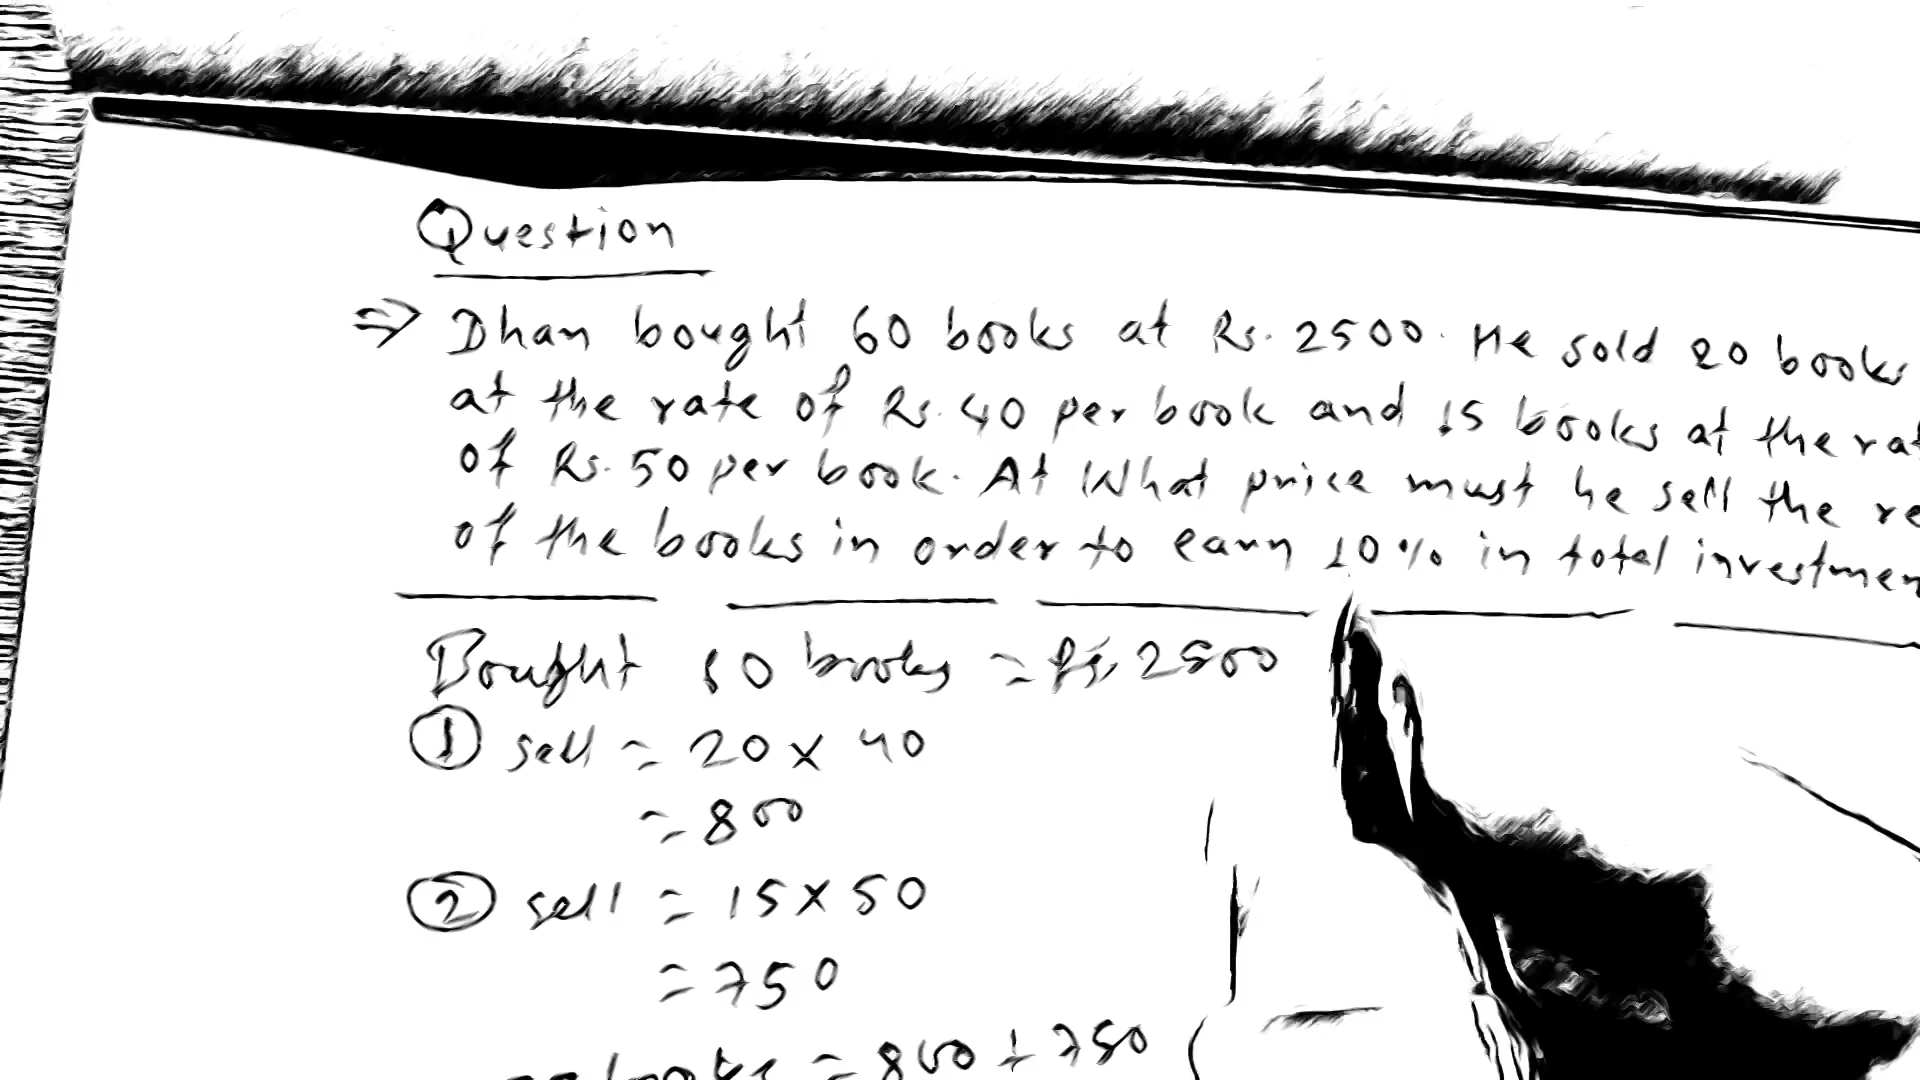 Question
⇒ Dhan bought 60 books at Rs. 2500. He sold 20 books
at the rate of Rs. 40 per book and 15 books at the rat
of Rs. 50 per book. At What price must he sell the re
of the books in order to earn 10% in total investmen
Bought 60 books = Rs. 2500
① sell = 20 x 40
= 800
② sell = 15 x 50
= 750
books = 800 + 750